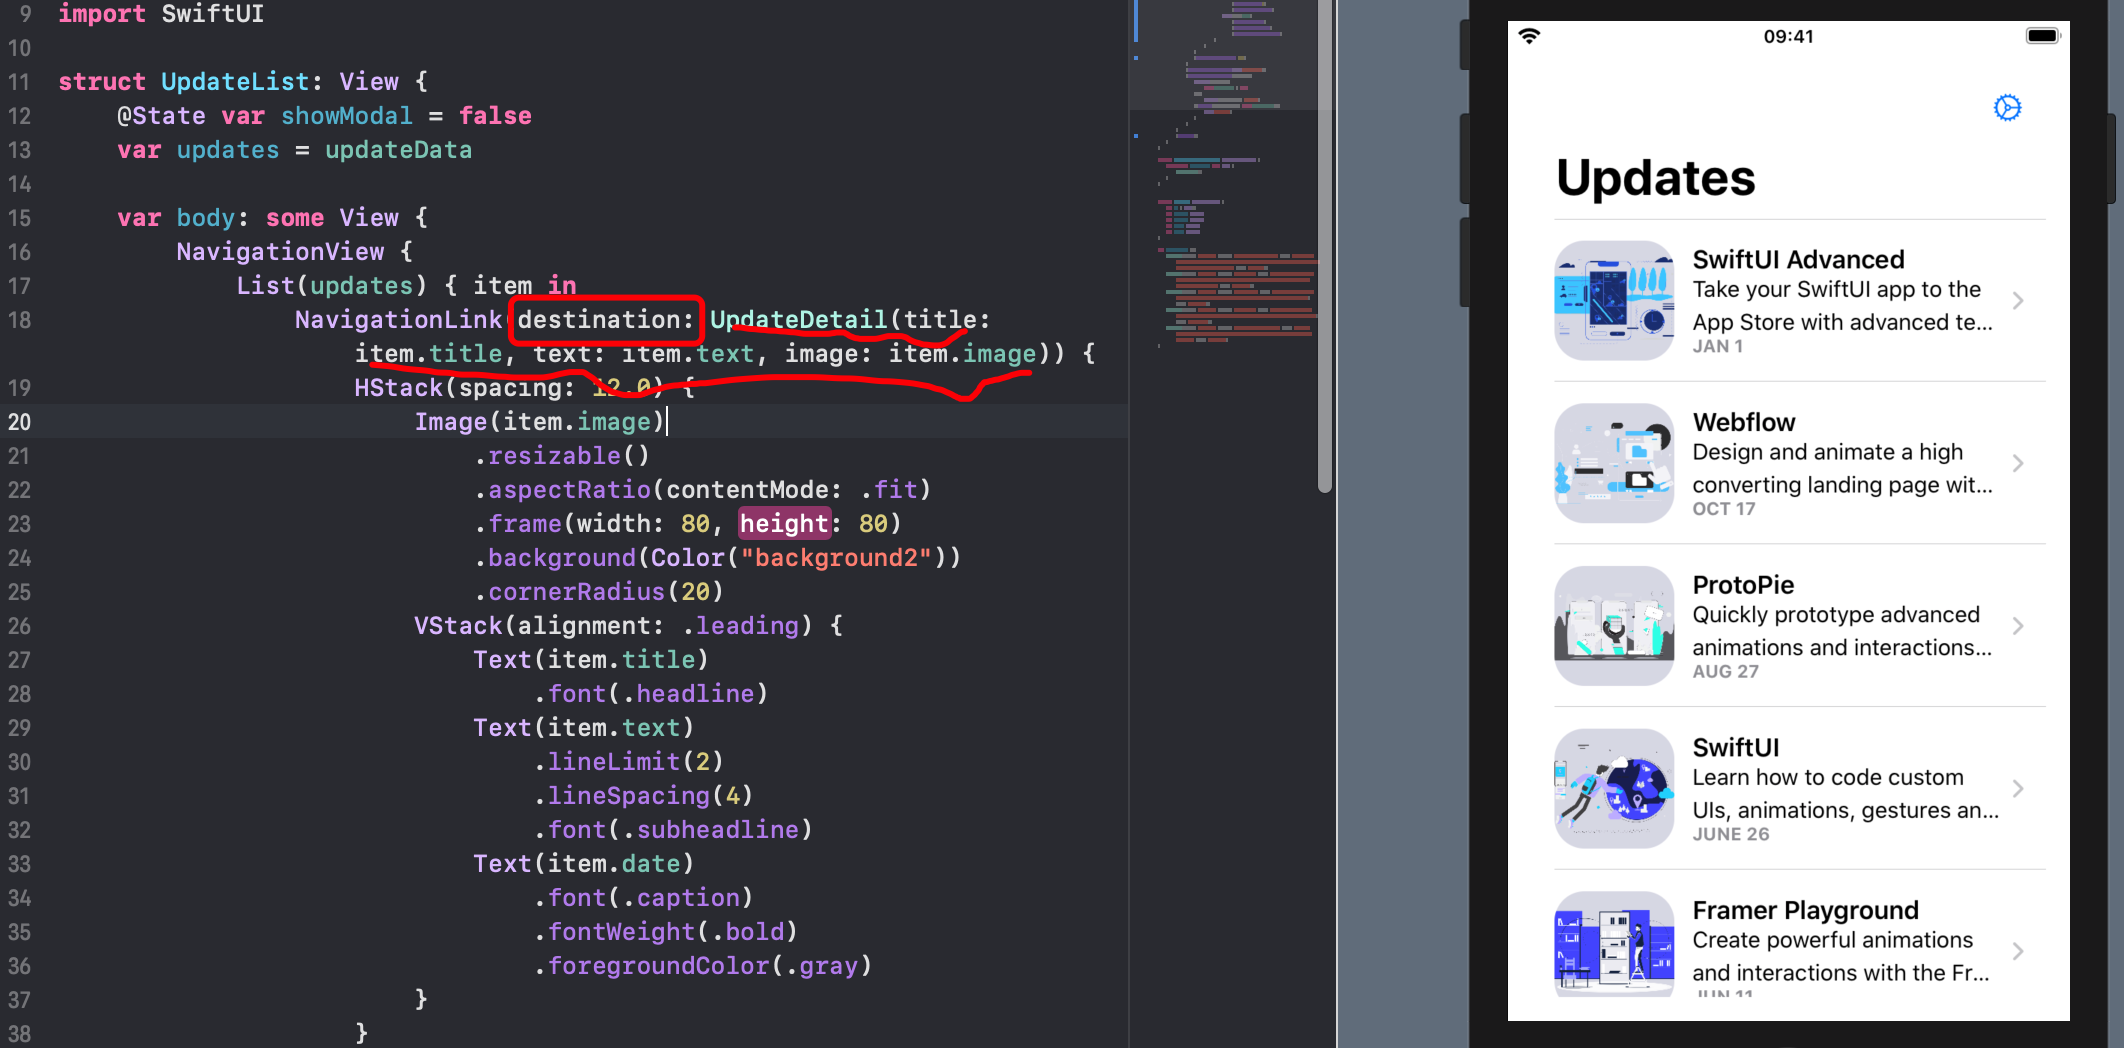 9 import SwiftUI
10
11 struct UpdateList: View {
12 @State var showModal = false
13 var updates = updateData
14
15 var body: some View {
16 NavigationView {
17 List(updates) { item in
18 NavigationLink(destination: UpdateDetail(title:
item.title, text: item.text, image: item.image)) {
19 HStack(spacing: 12.0) {
20 Image(item.image)
21 .resizable()
22 .aspectRatio(contentMode: .fit)
23 .frame(width: 80, height: 80)
24 .background(Color("background2"))
25 .cornerRadius(20)
26 VStack(alignment: .leading) {
27 Text(item.title)
28 .font(.headline)
29 Text(item.text)
30 .lineLimit(2)
31 .lineSpacing(4)
32 .font(.subheadline)
33 Text(item.date)
34 .font(.caption)
35 .fontWeight(.bold)
36 .foregroundColor(.gray)
37 }
38 }
09:41
Updates
SwiftUI Advanced
Take your SwiftUI app to the
App Store with advanced te...
JAN 1
Webflow
Design and animate a high
converting landing page wit...
OCT 17
ProtoPie
Quickly prototype advanced
animations and interactions...
AUG 27
SwiftUI
Learn how to code custom
UIs, animations, gestures an...
JUNE 26
Framer Playground
Create powerful animations
and interactions with the Fr...
JUN 11